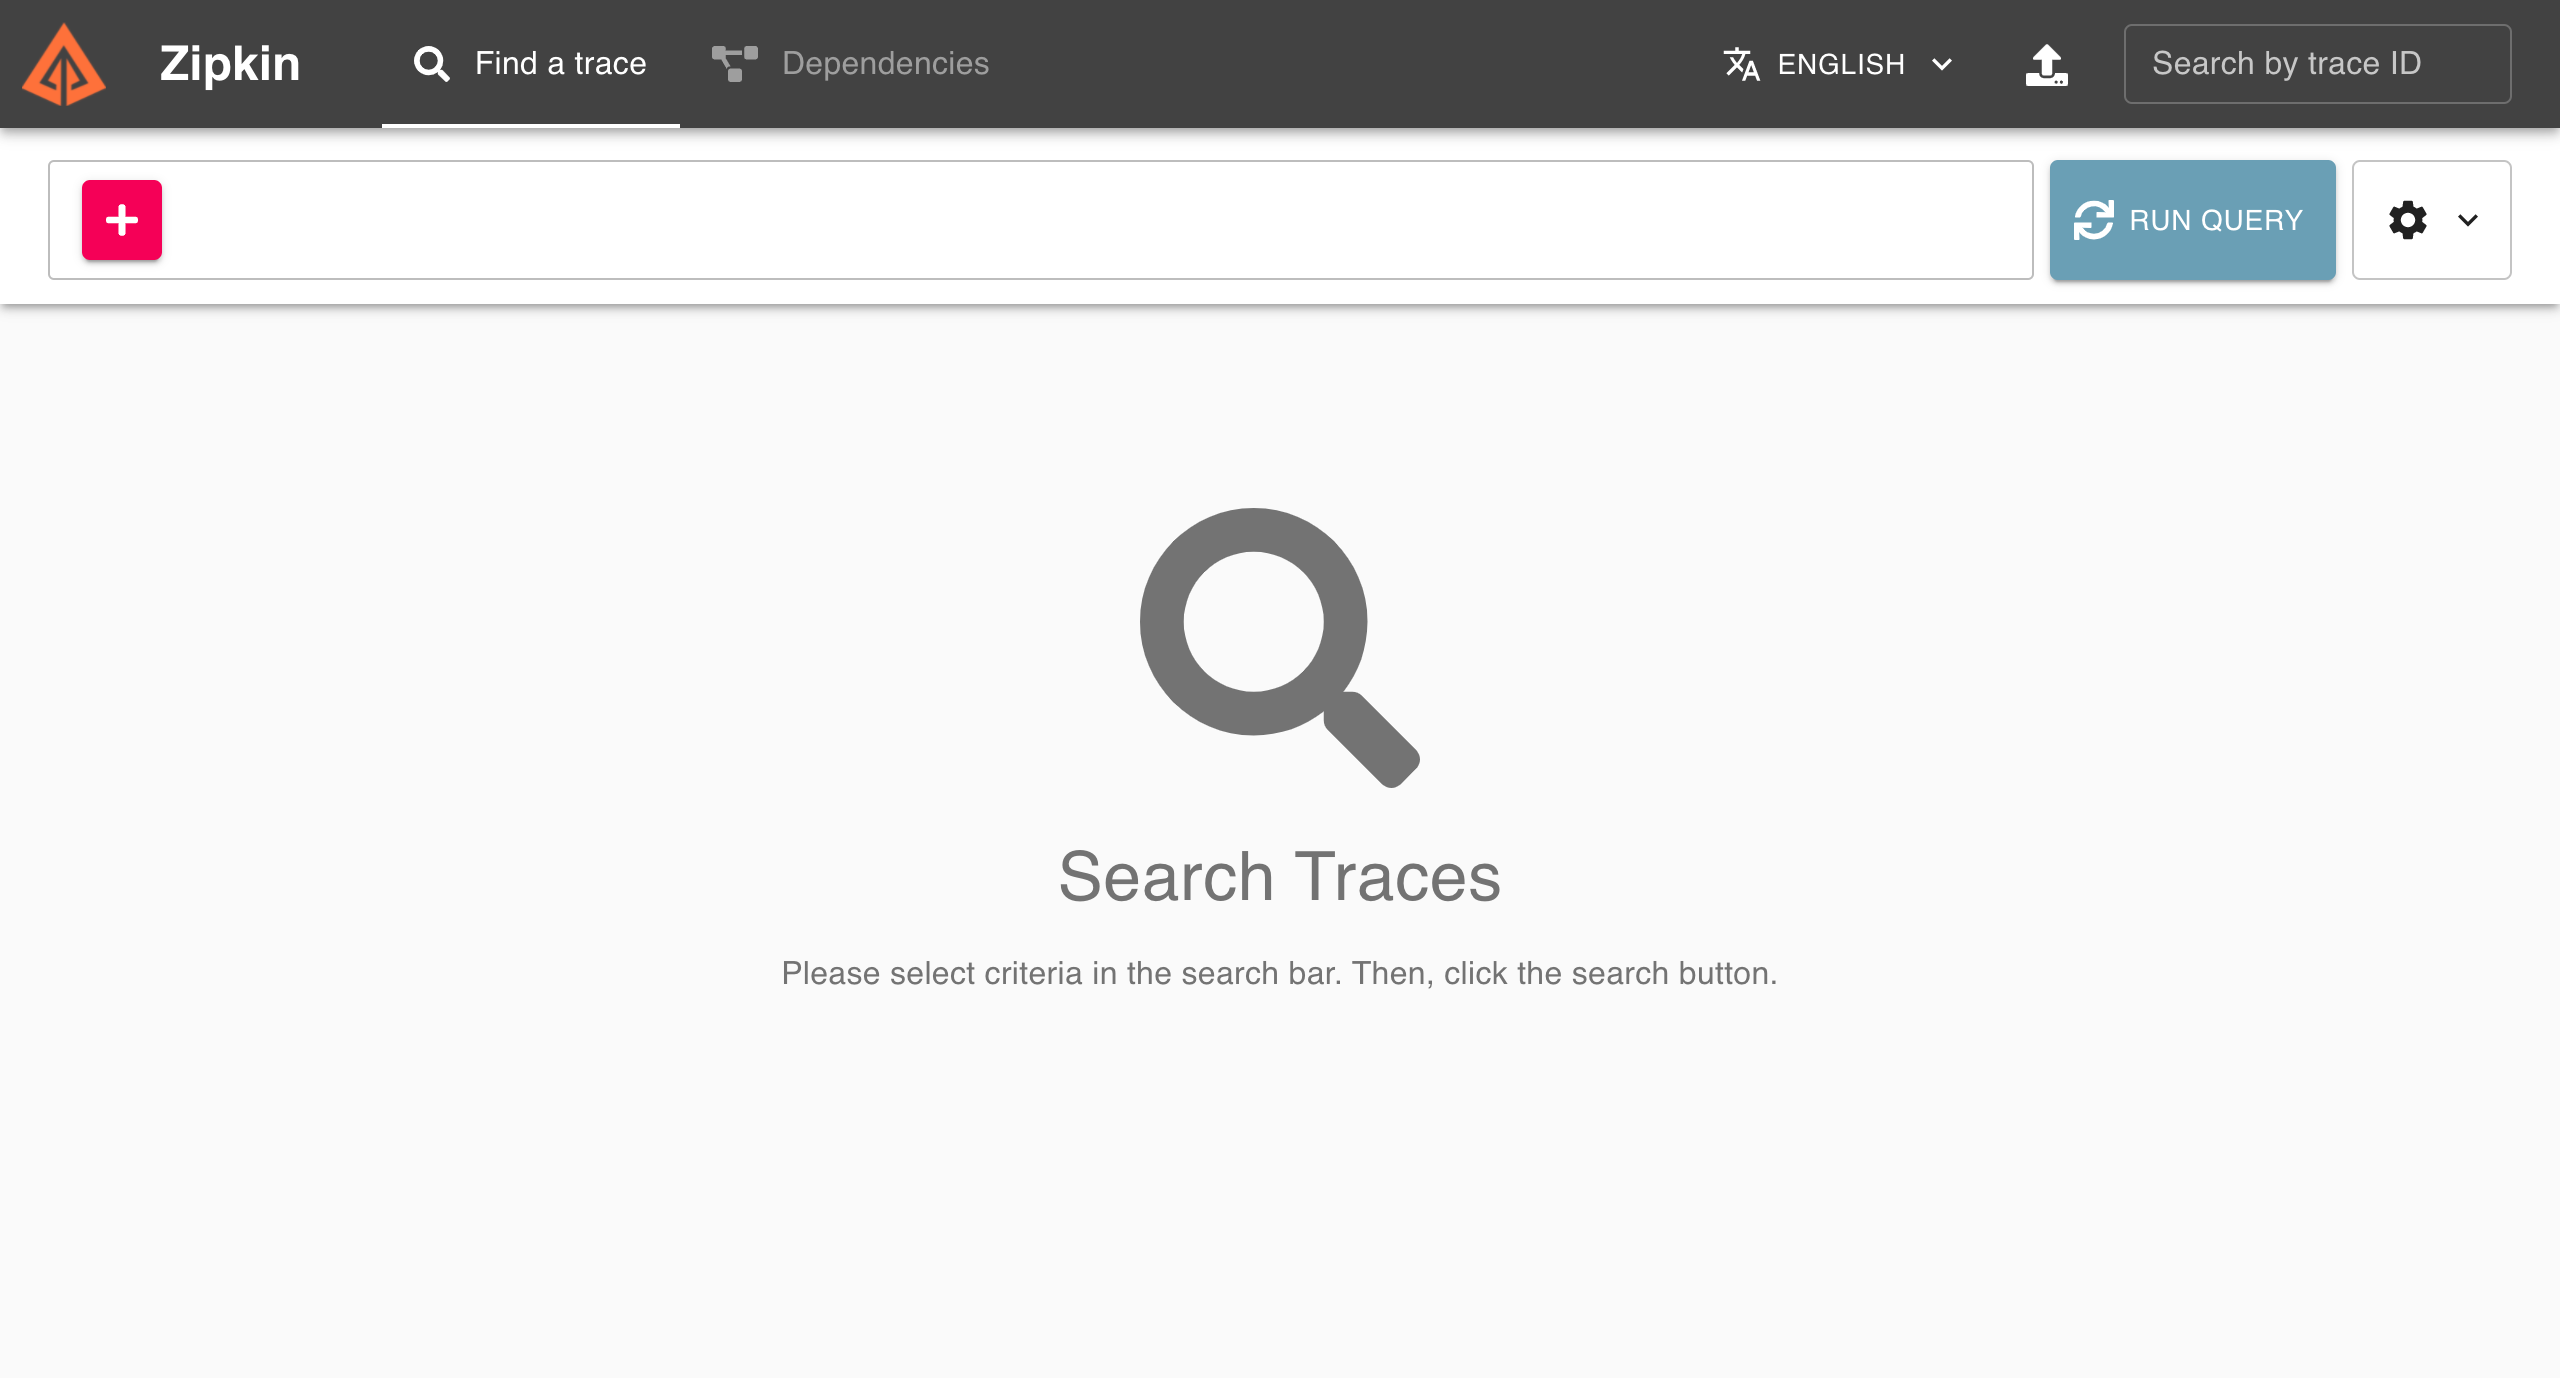 Zipkin
Find a trace
Dependencies
ENGLISH
Search by trace ID
RUN QUERY
Search Traces
Please select criteria in the search bar. Then, click the search button.